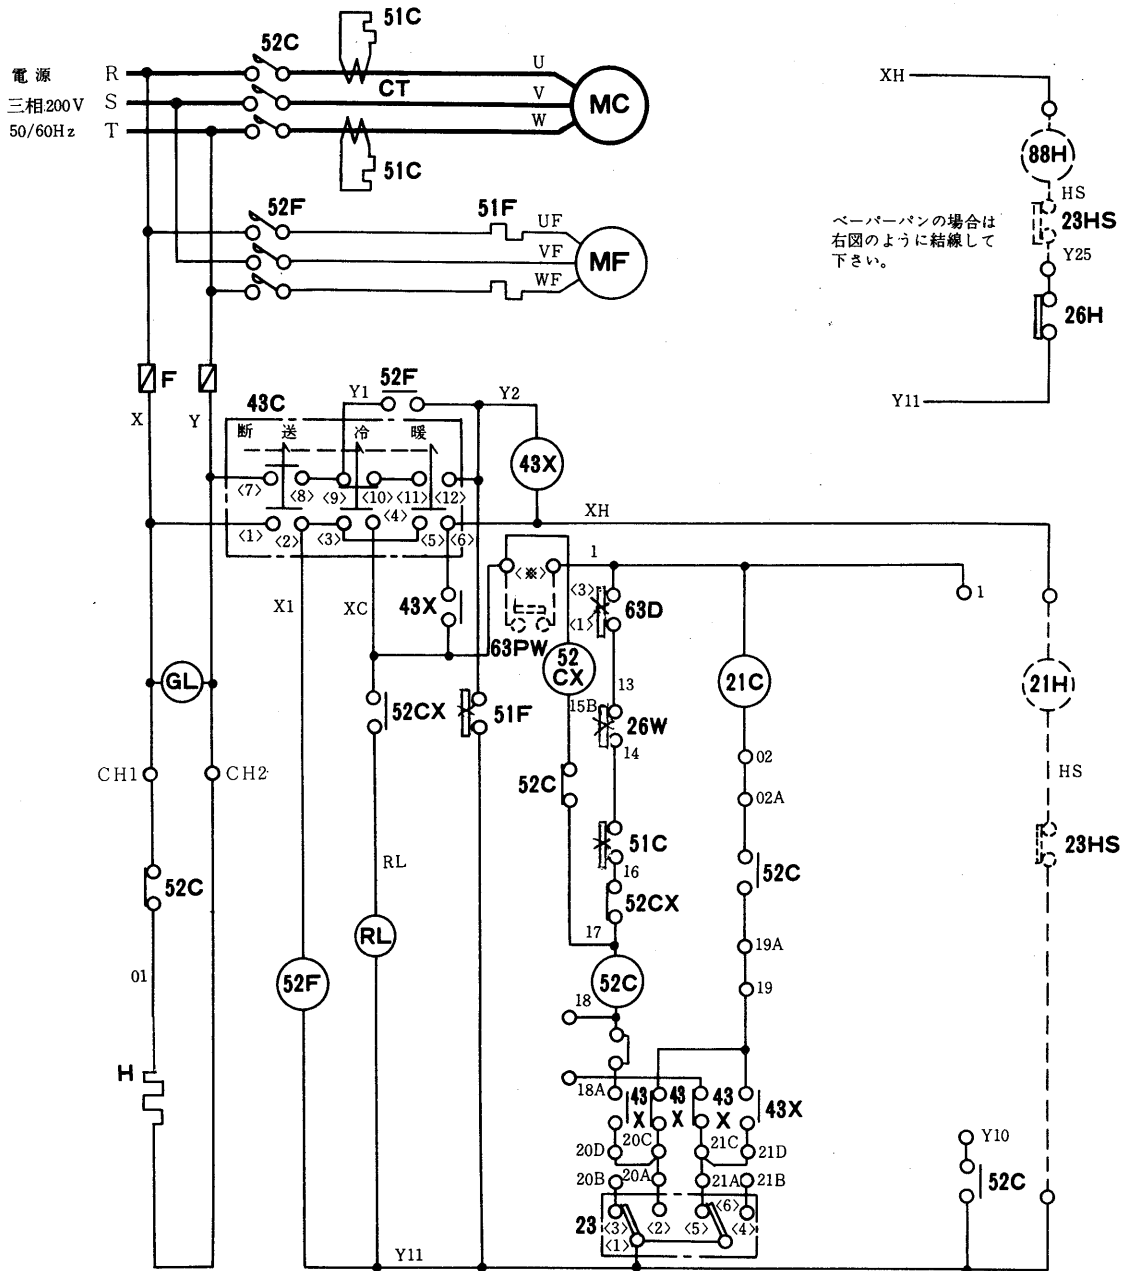 51C
52C
電源
三相200V
50/60Hz
R
S
T
CT
U
V
W
MC
51C
52F
51F
UF
VF
WF
MF
XH
88H
HS
23HS
Y25
26H
Y11
ペーパーパンの場合は
右図のように結線して
下さい。
F
X
Y
43C
断 送 冷 暖
Y1
52F
Y2
43X
〈7〉 〈8〉 〈9〉 〈10〉 〈11〉 〈12〉
〈1〉 〈2〉 〈3〉 〈4〉 〈5〉 〈6〉
XH
X1
XC
43X
〈※〉
63PW
1
〈3〉
〈1〉
63D
1
GL
52CX
51F
52
CX
13
15B
26W
14
21C
21H
CH1
CH2
52C
02
02A
HS
51C
16
52CX
17
52C
23HS
52C
RL
RL
01
52F
52C
19A
19
18
H
18A
43
X
43
X
43
X
43X
20D
20C
21C
21D
20B
20A
21A
21B
23
〈3〉
〈1〉
〈2〉
〈5〉
〈6〉
〈4〉
Y10
52C
Y11